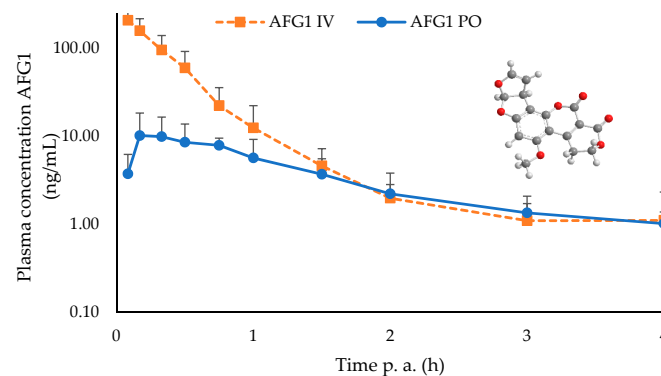 AFG1 IV
AFG1 PO
100.00
10.00
1.00
0.10
Plasma concentration AFG1
(ng/mL)
0
1
2
3
4
Time p. a. (h)